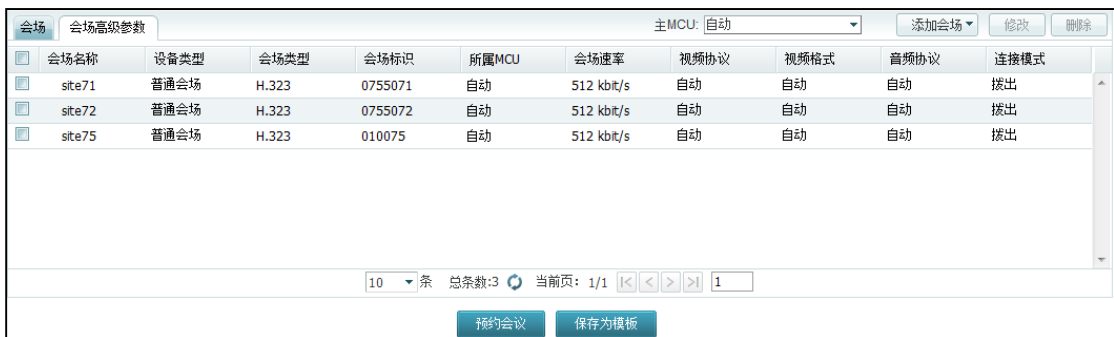 会场 会场高级参数 主MCU: 自动 添加会场 修改 删除
会场名称 设备类型 会场类型 会场标识 所属MCU 会场速率 视频协议 视频格式 音频协议 连接模式
site71 普通会场 H.323 0755071 自动 512 kbit/s 自动 自动 自动 拨出
site72 普通会场 H.323 0755072 自动 512 kbit/s 自动 自动 自动 拨出
site75 普通会场 H.323 010075 自动 512 kbit/s 自动 自动 自动 拨出
10 条 总条数:3 当前页: 1/1 |< < > >| 1
预约会议 保存为模板